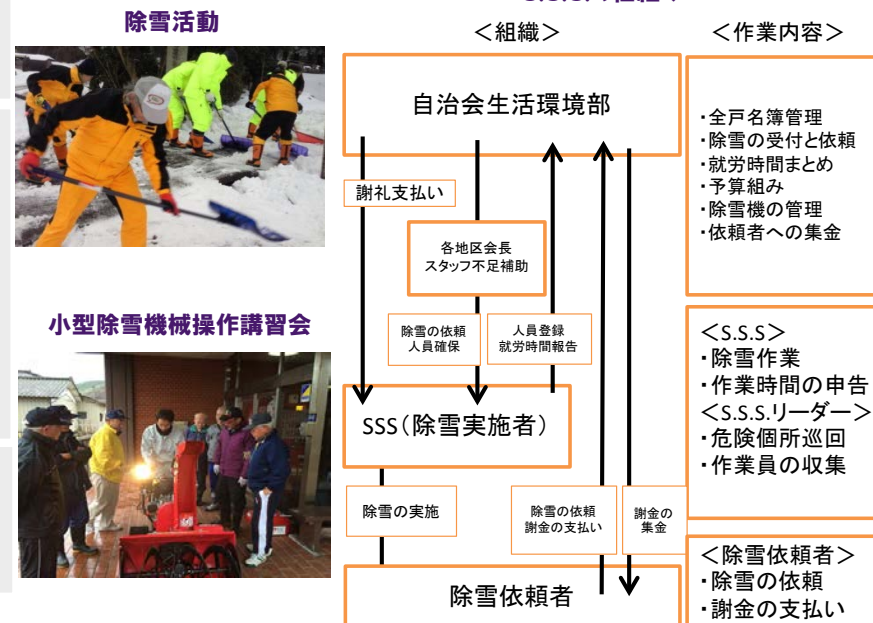 除雪活動
小型除雪機械操作講習会
<組織>
自治会生活環境部
謝礼支払い
各地区会長
スタッフ不足補助
除雪の依頼
人員確保
人員登録
就労時間報告
SSS(除雪実施者)
除雪の実施
除雪の依頼
謝金の支払い
謝金の
集金
除雪依頼者
<作業内容>
・全戸名簿管理
・除雪の受付と依頼
・就労時間まとめ
・予算組み
・除雪機の管理
・依頼者への集金
<S.S.S>
・除雪作業
・作業時間の申告
<S.S.S.リーダー>
・危険個所巡回
・作業員の収集
<除雪依頼者>
・除雪の依頼
・謝金の支払い